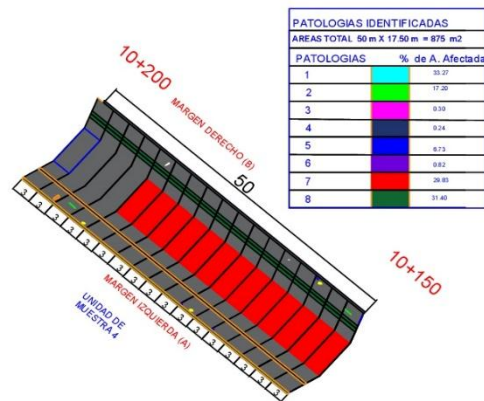 PATOLOGIAS IDENTIFICADAS
AREAS TOTAL 50 m X 17.50 m = 875 m2
PATOLOGIAS % de A. Afectada
1 33.27
2 17.20
3 0.39
4 0.24
5 6.73
6 0.82
7 29.83
8 31.40
10+200
MARGEN DERECHO (B)
50
10+150
3 3 3 3 3 3 3 3 3 3 3 3 3 3 3 3
MARGEN IZQUIERDA (A)
UNIDAD DE
MUESTRA 4